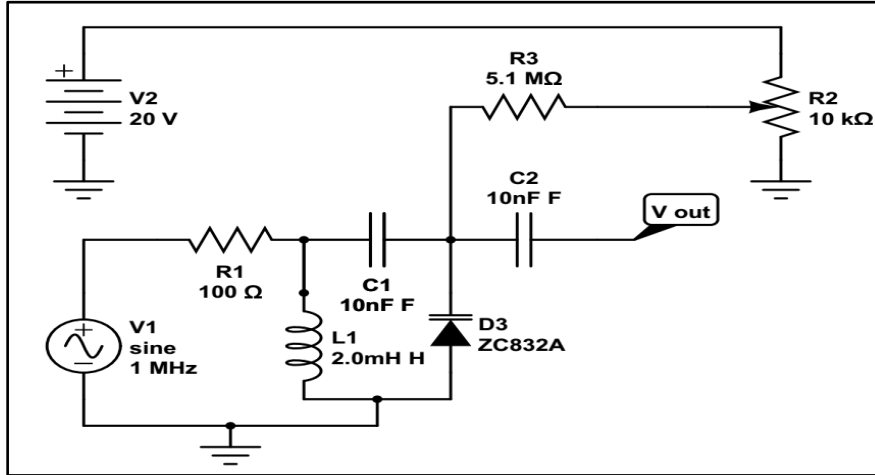 R3
5.1 MΩ
+
V2
20 V
R2
10 kΩ
C2
10nF F
V out
R1
100 Ω
C1
10nF F
V1
sine
1 MHz
+
L1
2.0mH H
D3
ZC832A